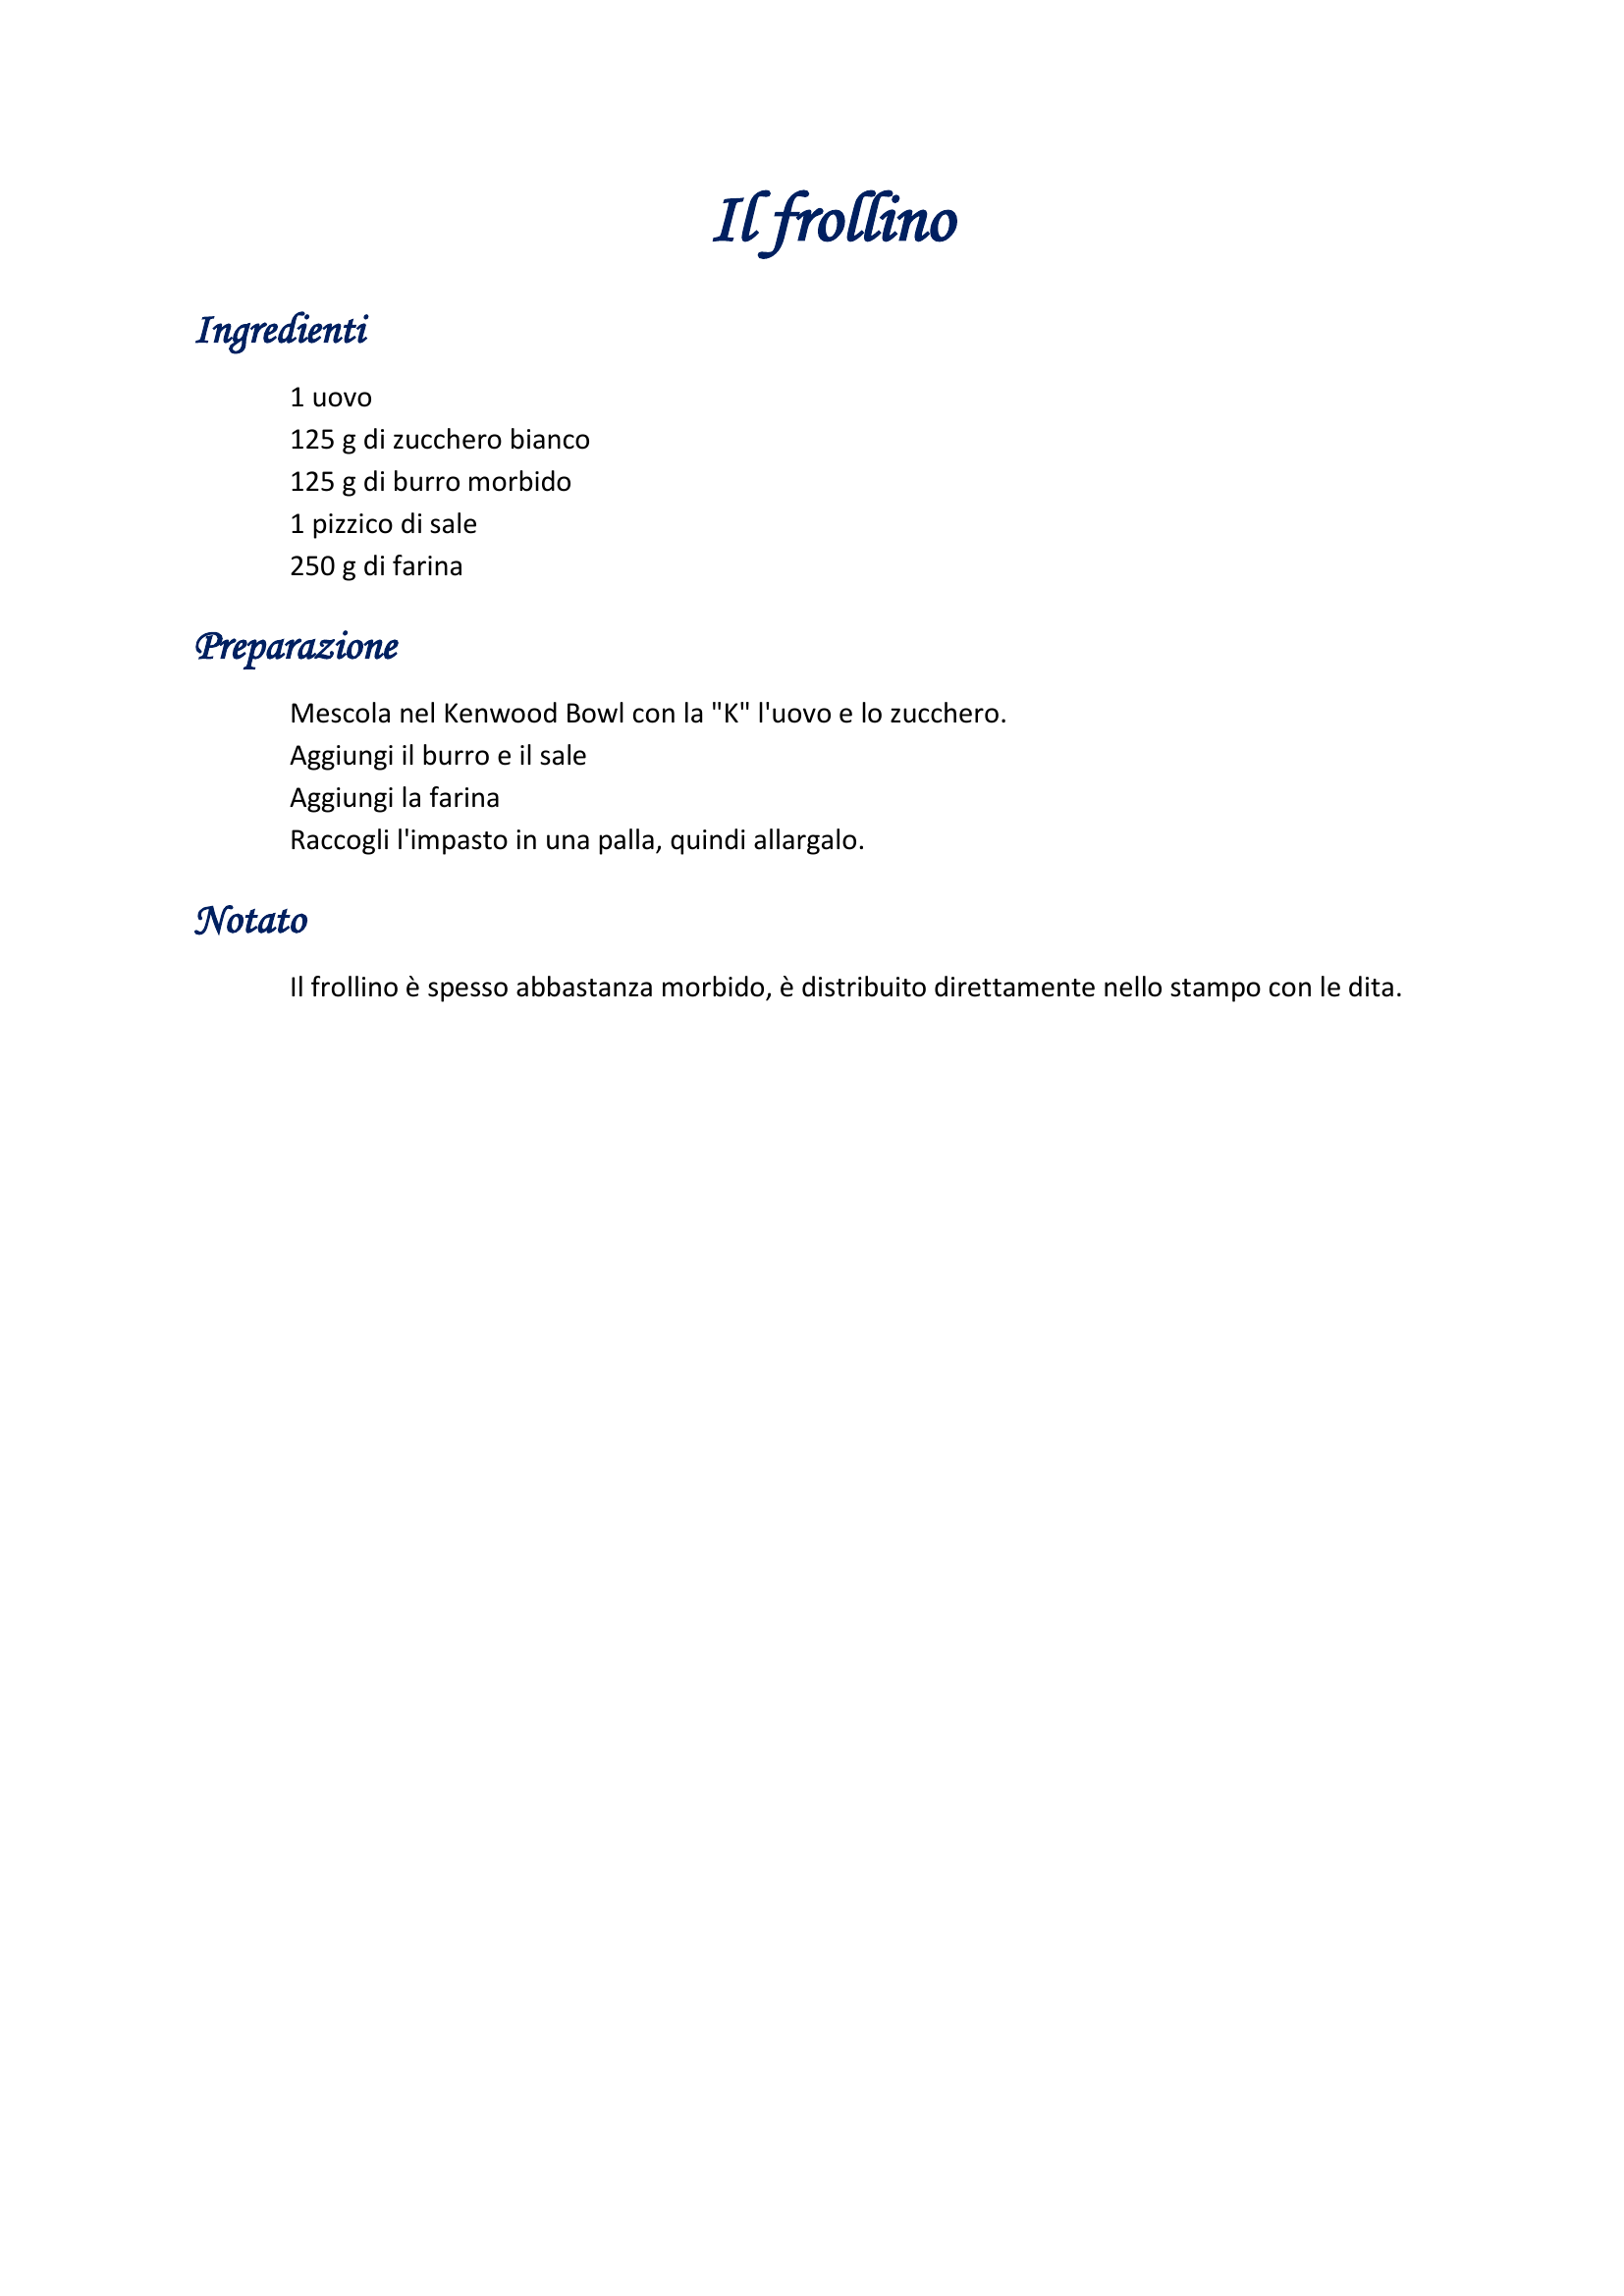 Il frollino
Ingredienti
1 uovo
125 g di zucchero bianco
125 g di burro morbido
1 pizzico di sale
250 g di farina
Preparazione
Mescola nel Kenwood Bowl con la "K" l'uovo e lo zucchero.
Aggiungi il burro e il sale
Aggiungi la farina
Raccogli l'impasto in una palla, quindi allargalo.
Notato
Il frollino è spesso abbastanza morbido, è distribuito direttamente nello stampo con le dita.